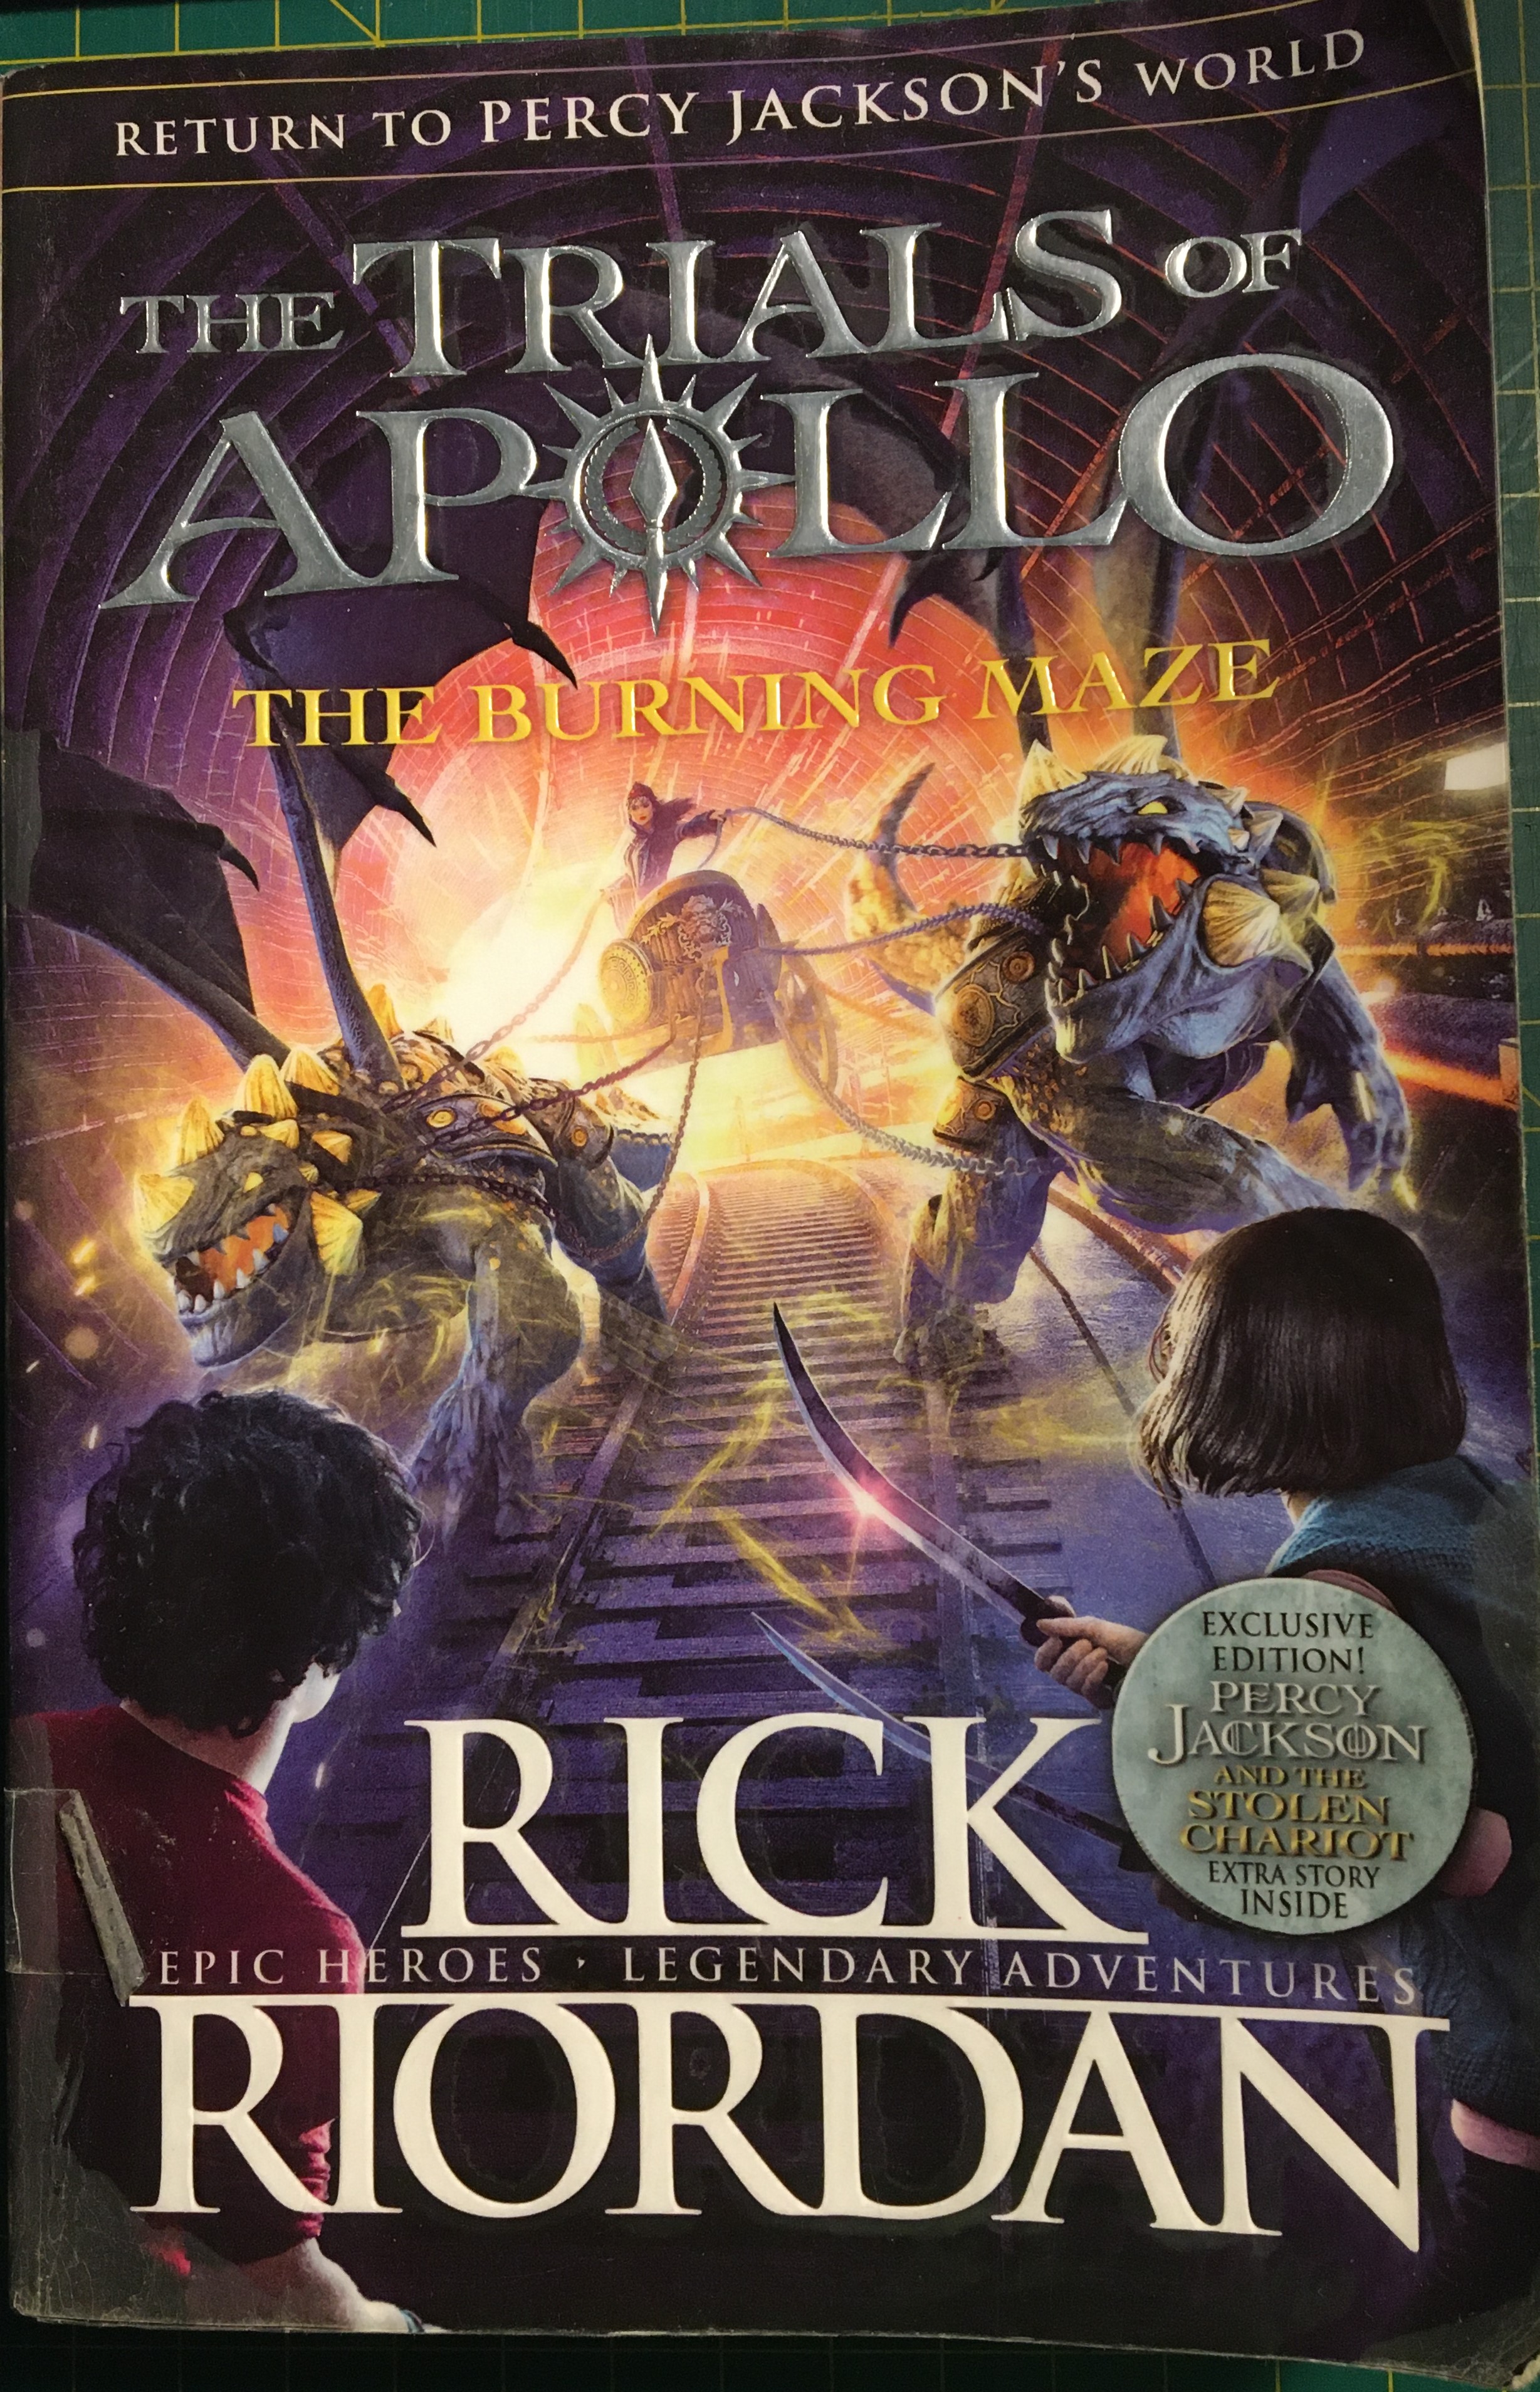 RETURN TO PERCY JACKSON'S WORLD
THE TRIALS OF
APOLLO
THE BURNING MAZE
EXCLUSIVE
EDITION!
PERCY
JACKSON
AND THE
STOLEN
CHARIOT
EXTRA STORY
INSIDE
RICK
EPIC HEROES · LEGENDARY ADVENTURES
RIORDAN